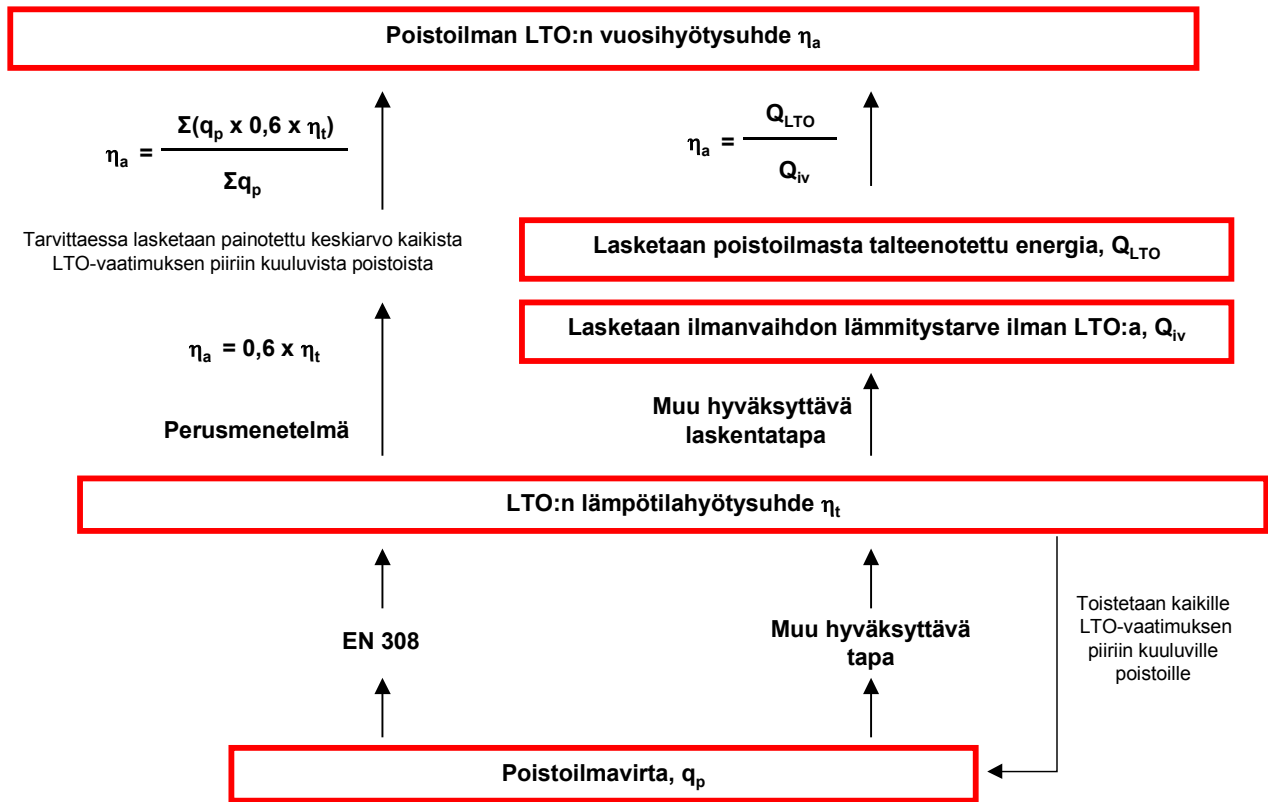 Poistoilman LTO:n vuosihyötysuhde ηa
ηa = Σ(qp x 0,6 x ηt)
Σqp
ηa = QLTO
Qiv
Tarvittaessa lasketaan painotettu keskiarvo kaikista
LTO-vaatimuksen piiriin kuuluvista poistoista
Lasketaan poistoilmasta talteenotettu energia, QLTO
Lasketaan ilmanvaihdon lämmitystarve ilman LTO:a, Qiv
ηa = 0,6 x ηt
Perusmenetelmä
Muu hyväksyttävä
laskentatapa
LTO:n lämpötilahyötysuhde ηt
EN 308
Muu hyväksyttävä
tapa
Toistetaan kaikille
LTO-vaatimuksen
piiriin kuuluville
poistoille
Poistoilmavirta, qp